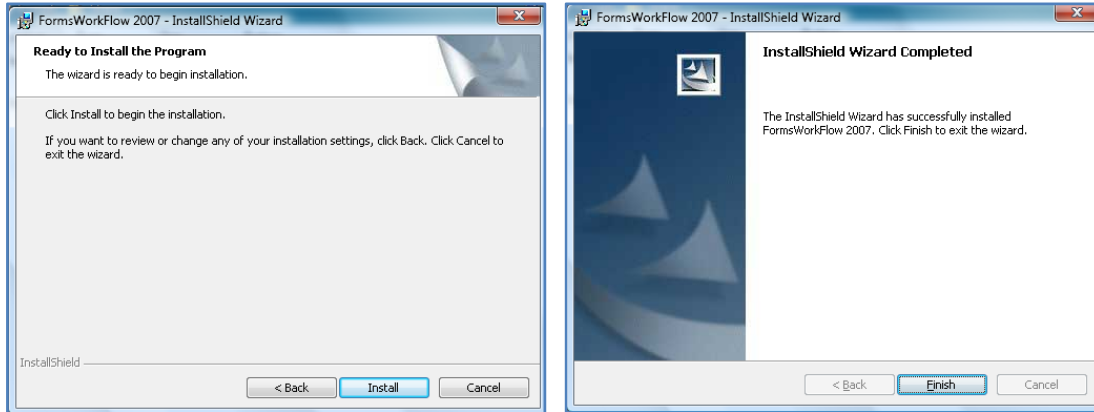 FormsWorkFlow 2007 - InstallShield Wizard
Ready to Install the Program
The wizard is ready to begin installation.
Click Install to begin the installation.
If you want to review or change any of your installation settings, click Back. Click Cancel to
exit the wizard.
InstallShield
< Back
Install
Cancel
FormsWorkFlow 2007 - InstallShield Wizard
InstallShield Wizard Completed
The InstallShield Wizard has successfully installed
FormsWorkFlow 2007. Click Finish to exit the wizard.
< Back
Finish
Cancel